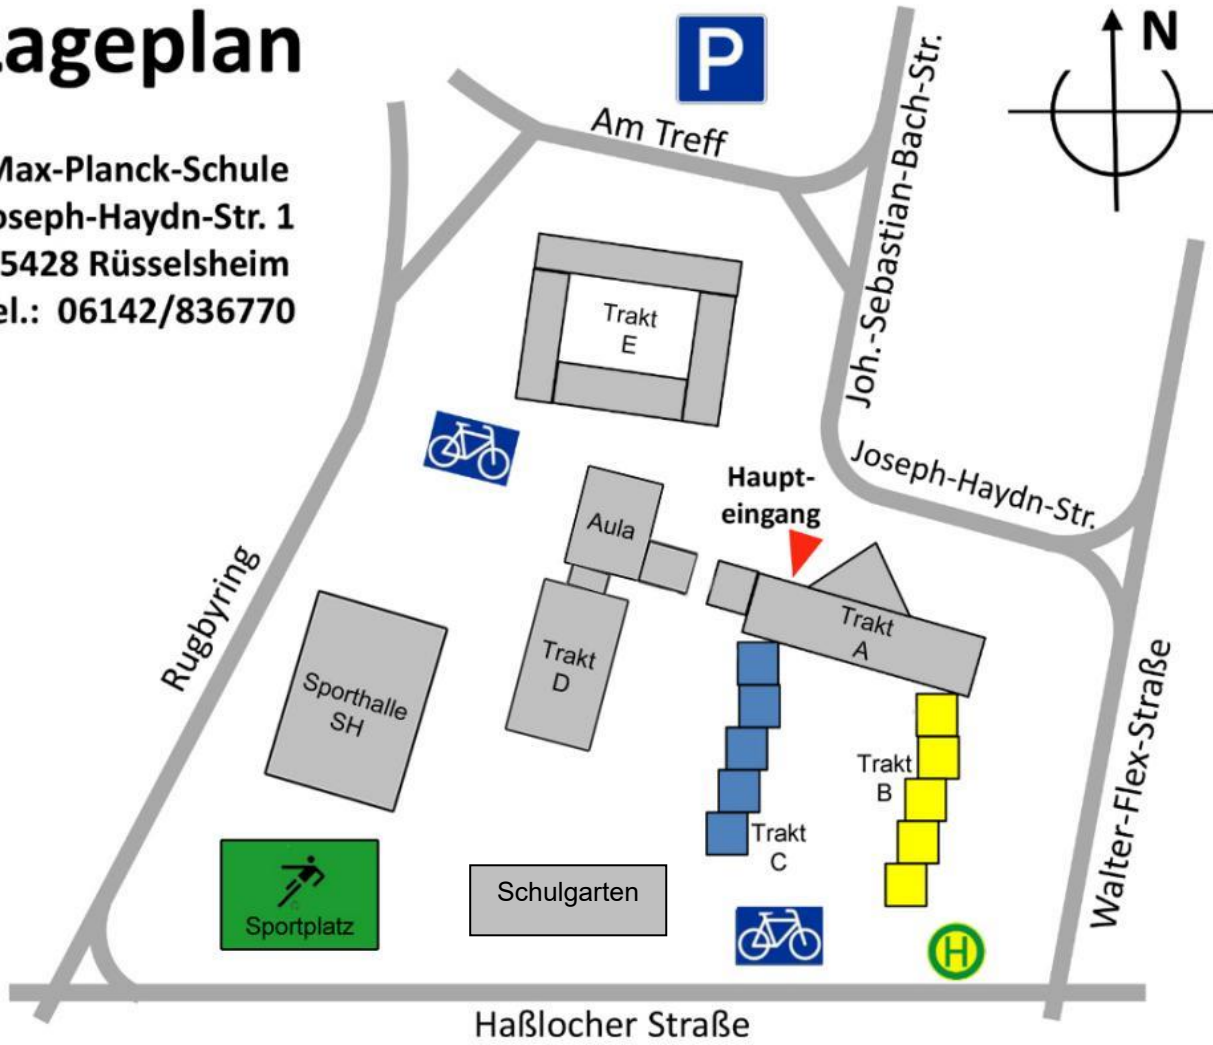 ageplan
Max-Planck-Schule
oseph-Haydn-Str. 1
5428 Rüsselsheim
el.: 06142/836770
P
N
Am Treff
Joh.-Sebastian-Bach-Str.
Trakt
E
Joseph-Haydn-Str.
Haupt-
eingang
Aula
Rugbyring
Trakt
A
Trakt
D
Sporthalle
SH
Walter-Flex-Straße
Trakt
B
Trakt
C
Schulgarten
Sportplatz
H
Haßlocher Straße